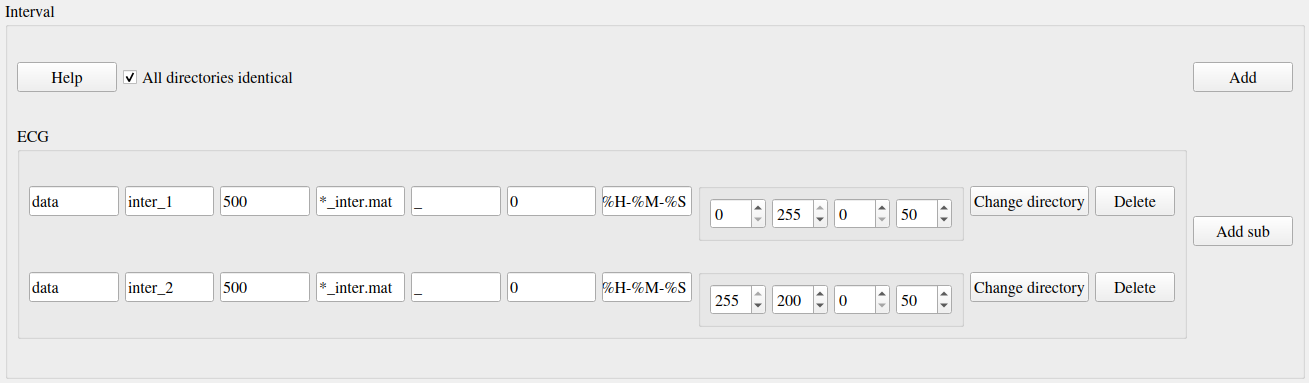 Interval
Help All directories identical Add
ECG
data inter_1 500 *_inter.mat _ 0 %H-%M-%S 0 255 0 50 Change directory Delete
Add sub
data inter_2 500 *_inter.mat _ 0 %H-%M-%S 255 200 0 50 Change directory Delete